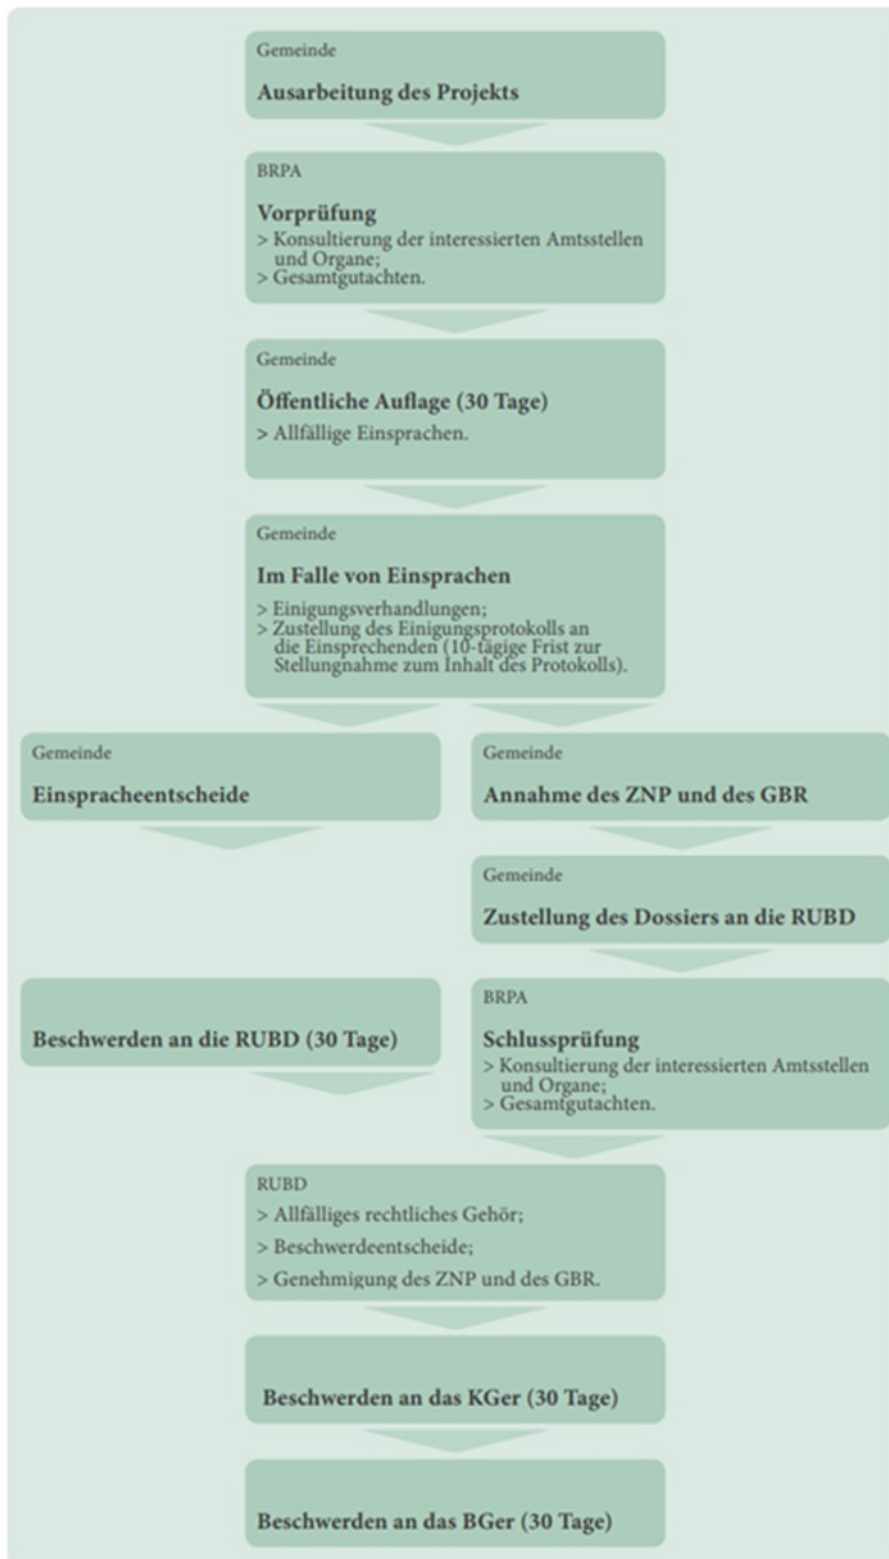 Gemeinde
Ausarbeitung des Projekts
BRPA
Vorprüfung
> Konsultierung der interessierten Amtsstellen
und Organe;
> Gesamtgutachten.
Gemeinde
Öffentliche Auflage (30 Tage)
> Allfällige Einsprachen.
Gemeinde
Im Falle von Einsprachen
> Einigungsverhandlungen;
> Zustellung des Einigungsprotokolls an
die Einsprechenden (10-tägige Frist zur
Stellungnahme zum Inhalt des Protokolls).
Gemeinde
Einspracheentscheide
Gemeinde
Annahme des ZNP und des GBR
Gemeinde
Zustellung des Dossiers an die RUBD
Beschwerden an die RUBD (30 Tage)
BRPA
Schlussprüfung
> Konsultierung der interessierten Amtsstellen
und Organe;
> Gesamtgutachten.
RUBD
> Allfälliges rechtliches Gehör;
> Beschwerdeentscheide;
> Genehmigung des ZNP und des GBR.
Beschwerden an das KGer (30 Tage)
Beschwerden an das BGer (30 Tage)